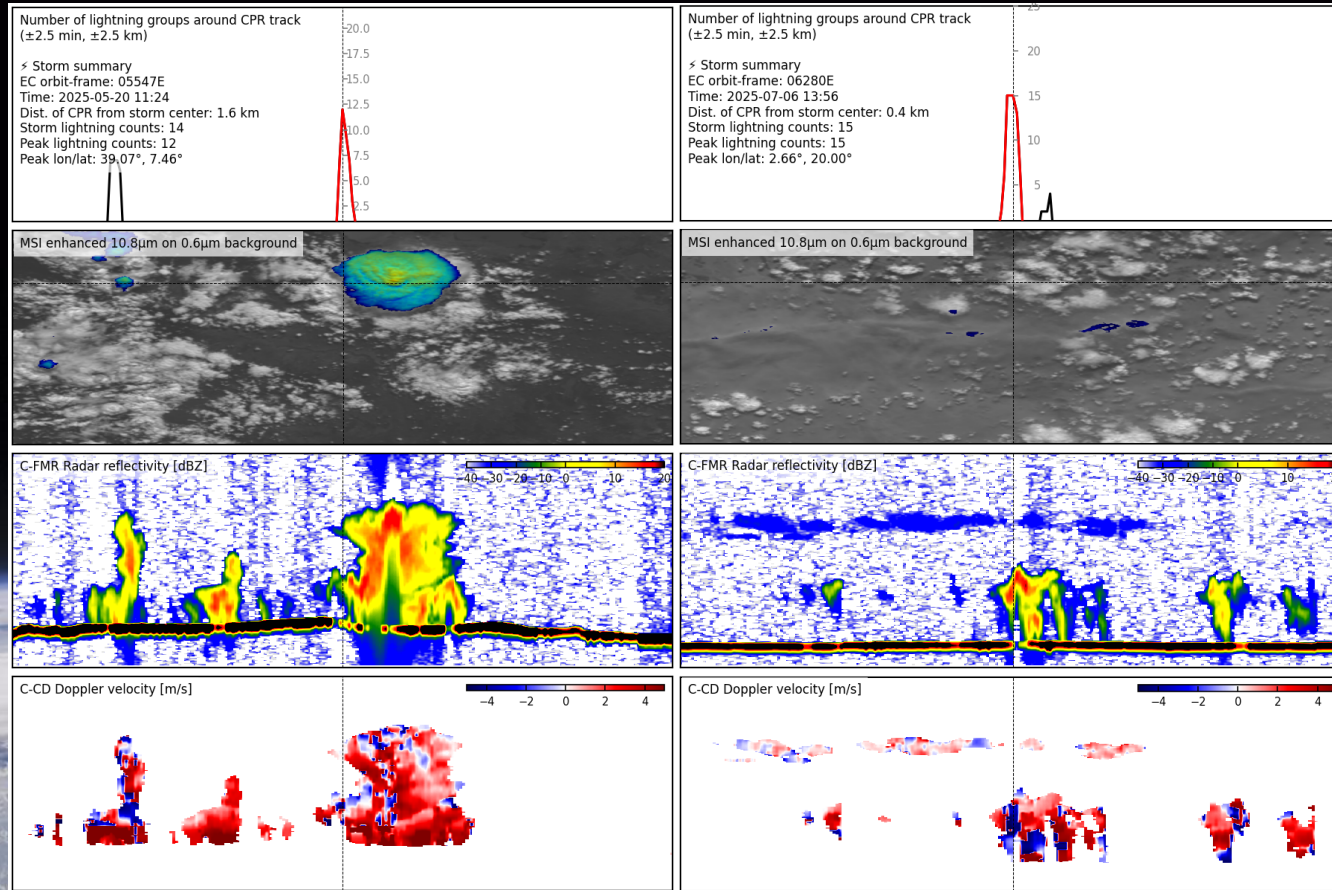 Number of lightning groups around CPR track
(±2.5 min, ±2.5 km)
⚡ Storm summary
EC orbit-frame: 05547E
Time: 2025-05-20 11:24
Dist. of CPR from storm center: 1.6 km
Storm lightning counts: 14
Peak lightning counts: 12
Peak lon/lat: 39.07°, 7.46°
20.0
17.5
15.0
12.5
10.0
7.5
5.0
2.5
MSI enhanced 10.8μm on 0.6μm background
C-FMR Radar reflectivity [dBZ]
−40 −30 −20 −10 0 10 20
C-CD Doppler velocity [m/s]
−4 −2 0 2 4
Number of lightning groups around CPR track
(±2.5 min, ±2.5 km)
⚡ Storm summary
EC orbit-frame: 06280E
Time: 2025-07-06 13:56
Dist. of CPR from storm center: 0.4 km
Storm lightning counts: 15
Peak lightning counts: 15
Peak lon/lat: 2.66°, 20.00°
25
20
15
10
5
MSI enhanced 10.8μm on 0.6μm background
C-FMR Radar reflectivity [dBZ]
−40 −30 −20 −10 0 10
C-CD Doppler velocity [m/s]
−4 −2 0 2 4